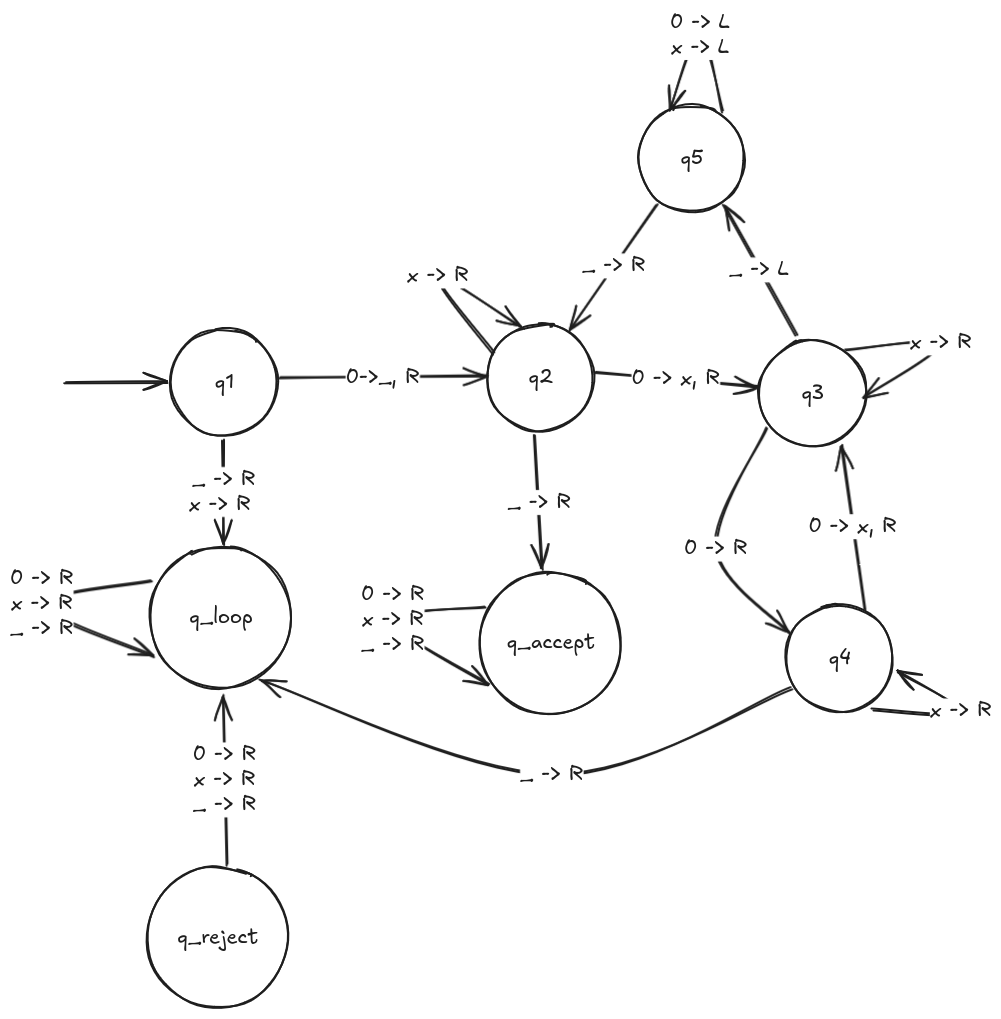 0 -> L
x -> L
q5
_ -> R
_ -> L
x -> R
x -> R
q1
0->_, R
q2
0 -> x, R
q3
_ -> R
x -> R
_ -> R
0 -> R
0 -> x, R
0 -> R
x -> R
_ -> R
q_loop
0 -> R
x -> R
_ -> R
q_accept
q4
x -> R
0 -> R
x -> R
_ -> R
_ -> R
q_reject